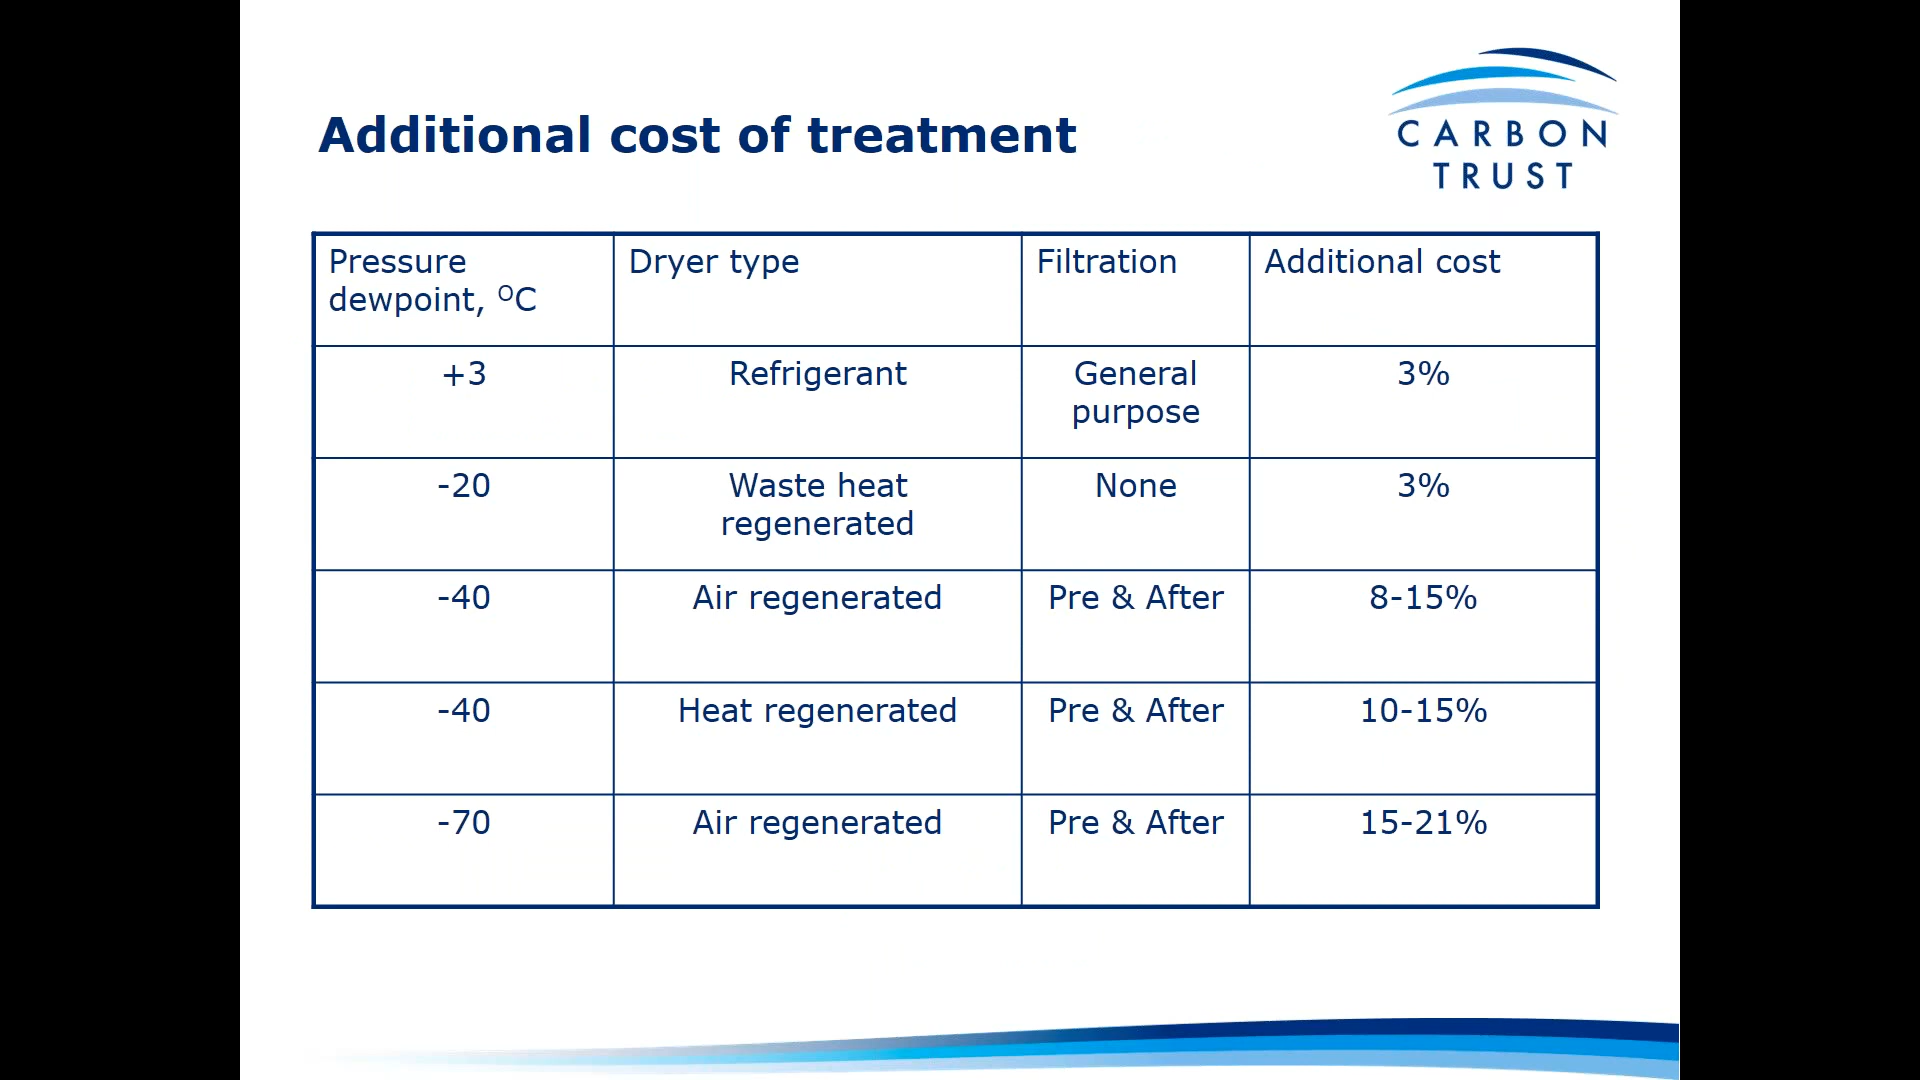 CARBON
TRUST
Additional cost of treatment
Pressure
dewpoint, ᴼC
Dryer type
Filtration
Additional cost
+3
Refrigerant
General
purpose
3%
-20
Waste heat
regenerated
None
3%
-40
Air regenerated
Pre & After
8-15%
-40
Heat regenerated
Pre & After
10-15%
-70
Air regenerated
Pre & After
15-21%